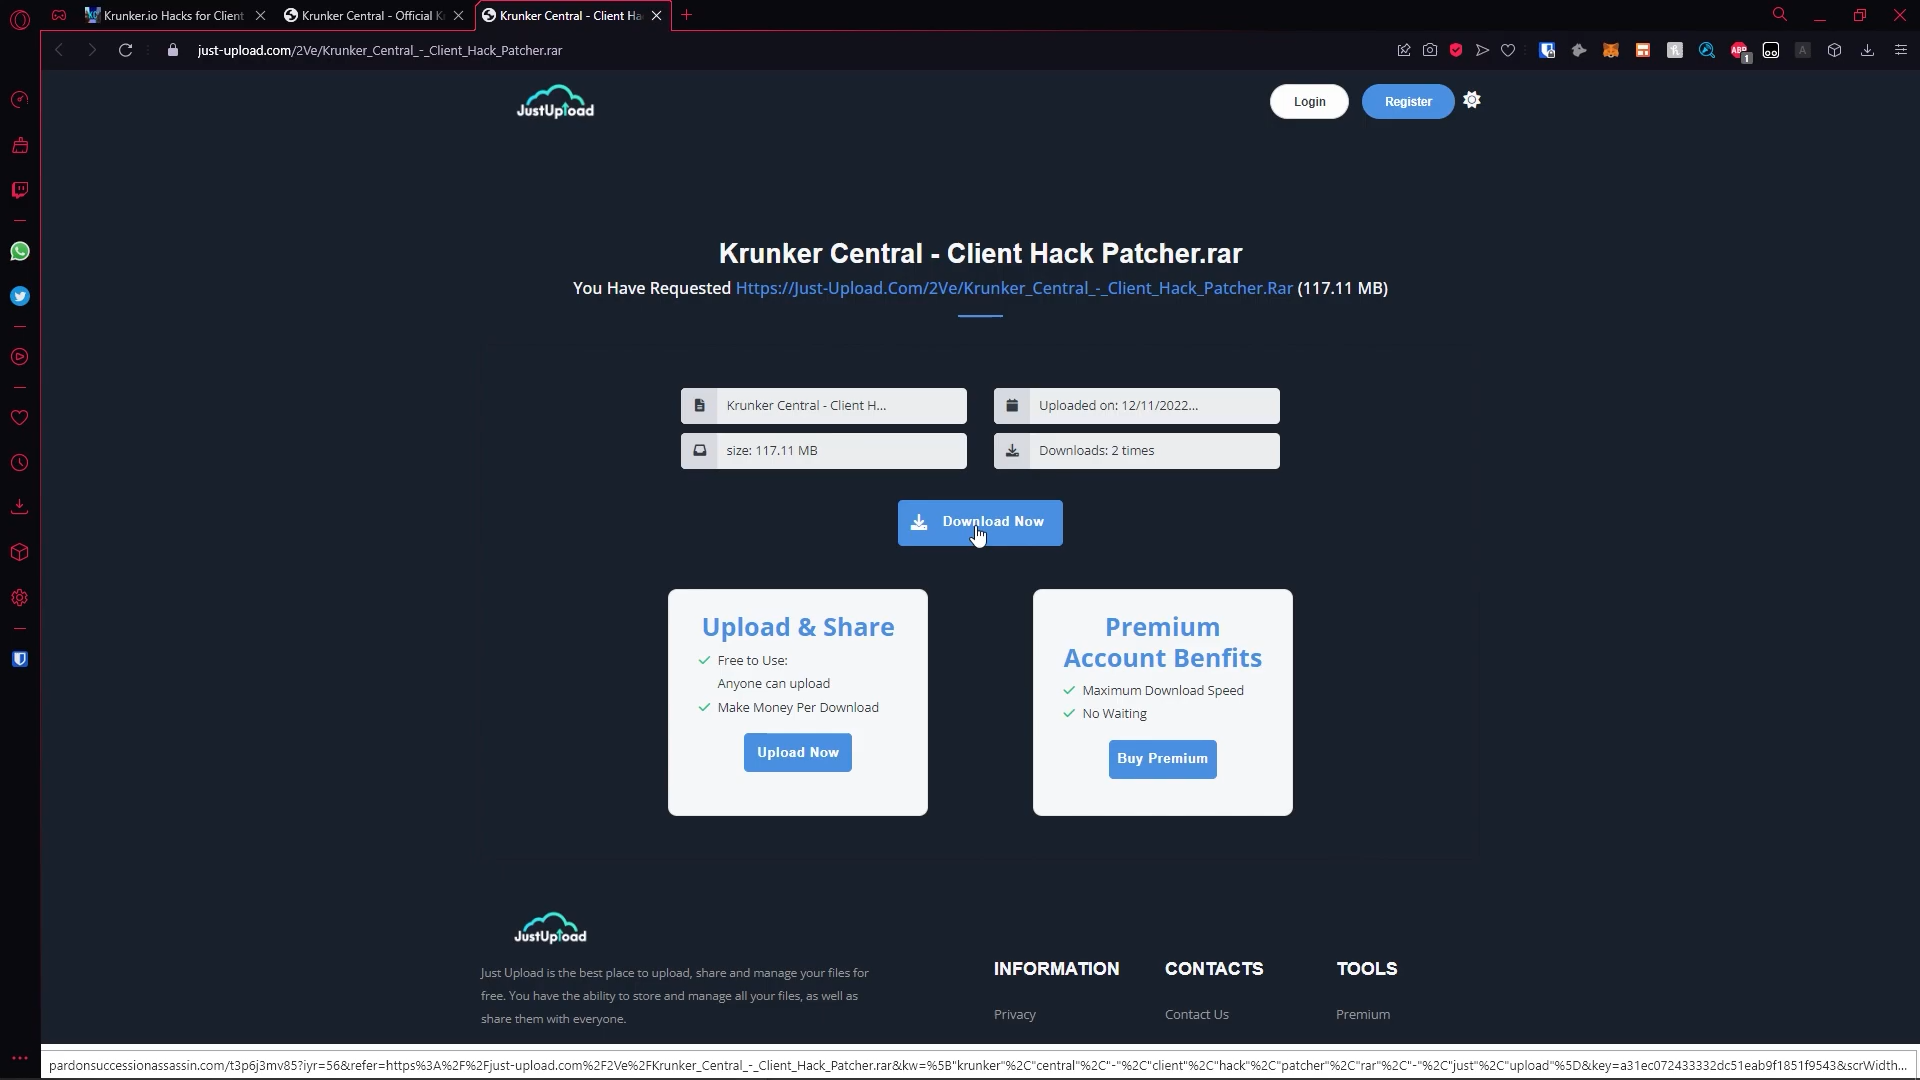 Krunker.io Hacks for Client
Krunker Central - Official K
Krunker Central - Client Ha
just-upload.com/2Ve/Krunker_Central_-_Client_Hack_Patcher.rar
ABP
1
A
JustUpload
Login
Register
Krunker Central - Client Hack Patcher.rar
You Have Requested Https://Just-Upload.Com/2Ve/Krunker_Central_-_Client_Hack_Patcher.Rar (117.11 MB)
Krunker Central - Client H...
Uploaded on: 12/11/2022...
size: 117.11 MB
Downloads: 2 times
Download Now
Upload & Share
Free to Use:
Anyone can upload
Make Money Per Download
Upload Now
Premium
Account Benfits
Maximum Download Speed
No Waiting
Buy Premium
JustUpload
Just Upload is the best place to upload, share and manage your files for
free. You have the ability to store and manage all your files, as well as
share them with everyone.
INFORMATION
CONTACTS
TOOLS
Privacy
Contact Us
Premium
pardonsuccessionassassin.com/t3p6j3mv85?iyr=56&refer=https%3A%2F%2Fjust-upload.com%2F2Ve%2FKrunker_Central_-_Client_Hack_Patcher.rar&kw=%5B"krunker"%2C"central"%2C"-"%2C"client"%2C"hack"%2C"patcher"%2C"rar"%2C"-"%2C"just"%2C"upload"%5D&key=a31ec072433332dc51eab9f1851f9543&scrWidth...